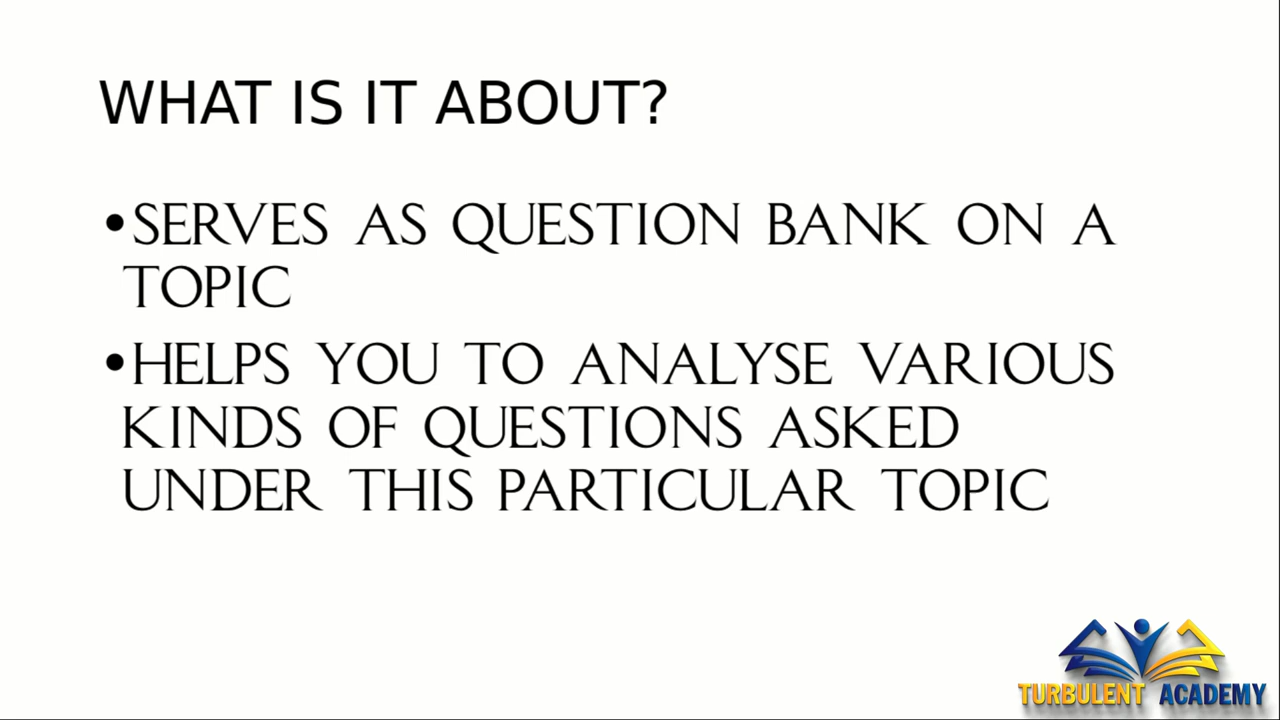 WHAT IS IT ABOUT?
•SERVES AS QUESTION BANK ON A
TOPIC
•HELPS YOU TO ANALYSE VARIOUS
KINDS OF QUESTIONS ASKED
UNDER THIS PARTICULAR TOPIC
TURBULENT ACADEMY